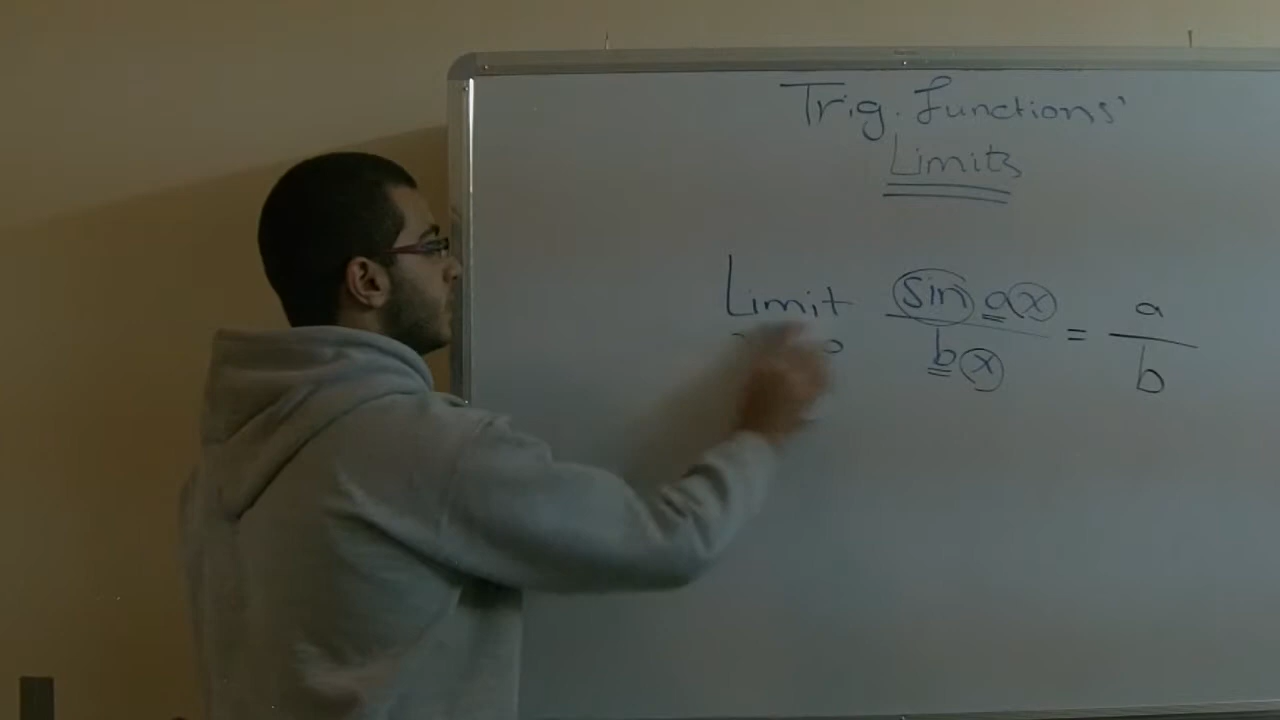 Trig. functions'
Limits
Limit sin ax / bx = a / b